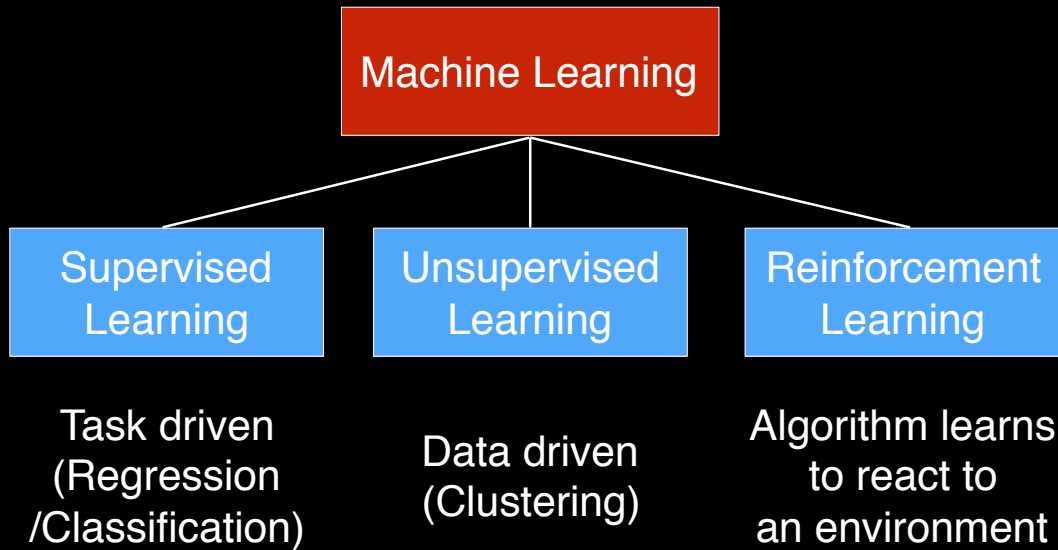 Machine Learning
Supervised
Learning
Unsupervised
Learning
Reinforcement
Learning
Task driven
(Regression
/Classification)
Data driven
(Clustering)
Algorithm learns
to react to
an environment